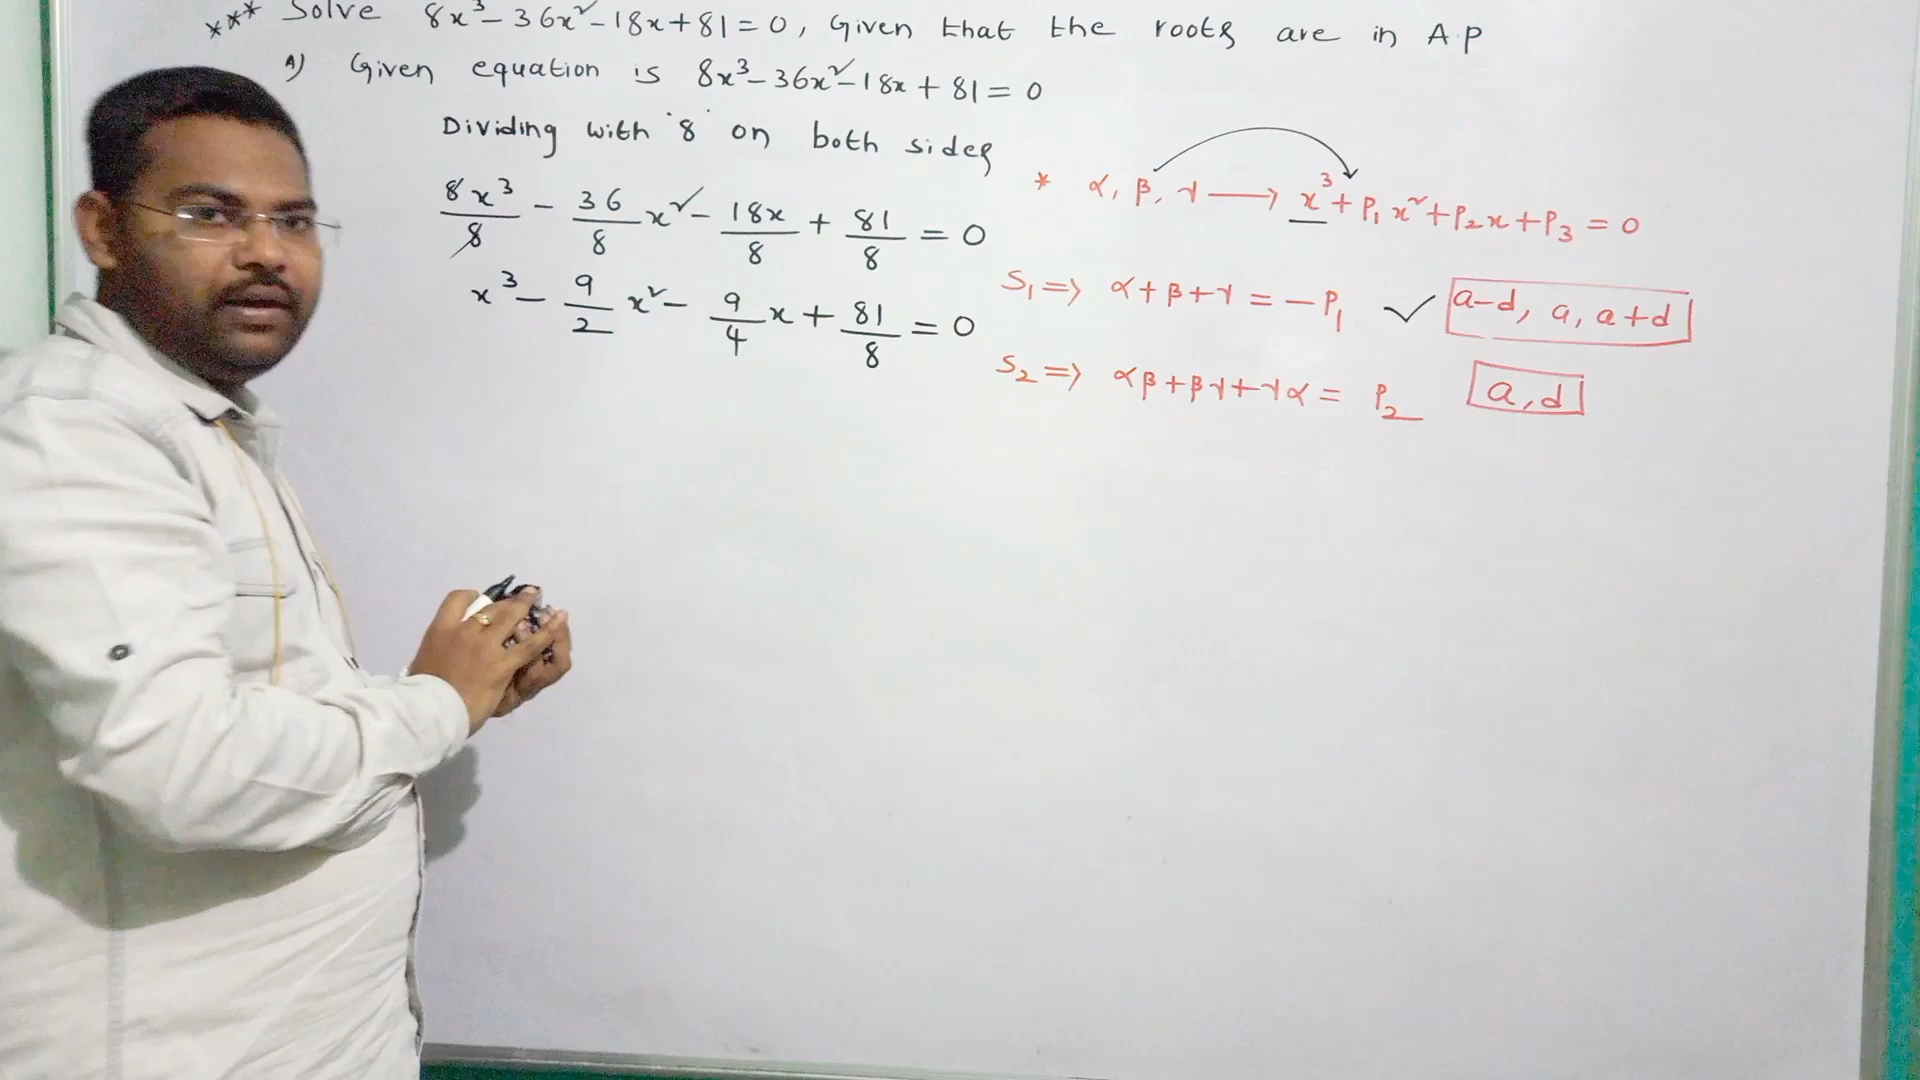 *** Solve 8x³ - 36x² - 18x + 81 = 0, Given that the roots are in A.P
A) Given equation is 8x³ - 36x² - 18x + 81 = 0
Dividing with '8' on both sides
8x³/8 - 36/8 x² - 18x/8 + 81/8 = 0
x³ - 9/2 x² - 9/4 x + 81/8 = 0
* α, β, γ → x³ + P₁x² + P₂x + P₃ = 0
S₁ ⇒ α + β + γ = -P₁ ✓ a-d, a, a+d
S₂ ⇒ αβ + βγ + γα = P₂ a, d